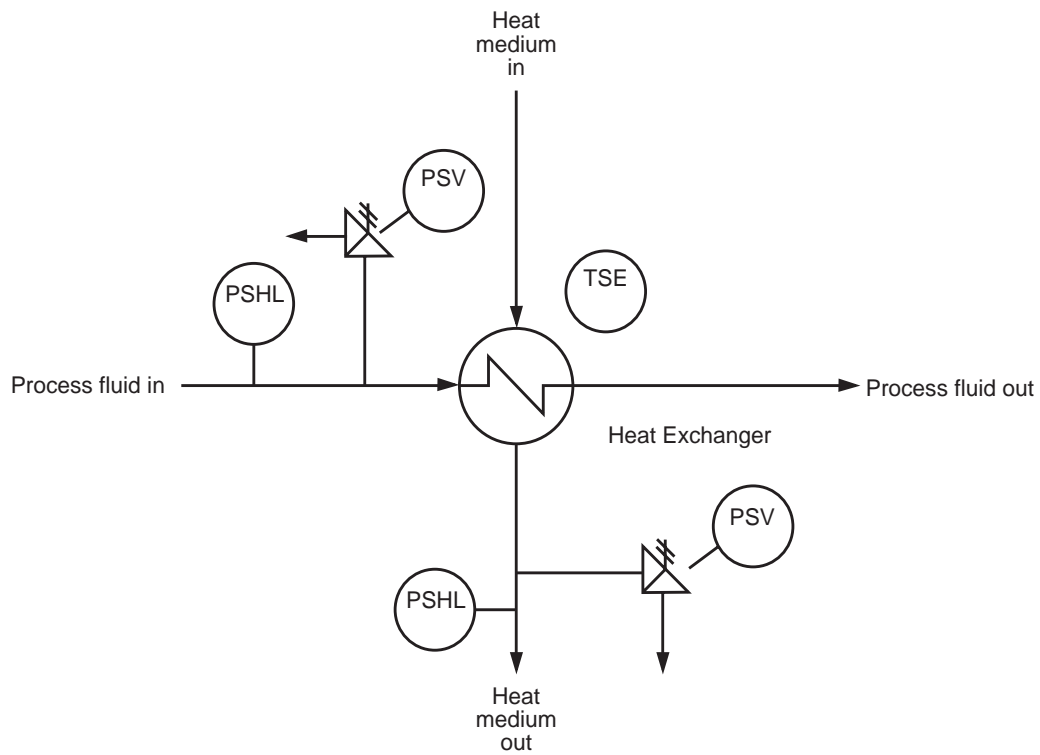 Heat
medium
in
PSV
TSE
PSHL
Process fluid in
Process fluid out
Heat Exchanger
PSV
PSHL
Heat
medium
out